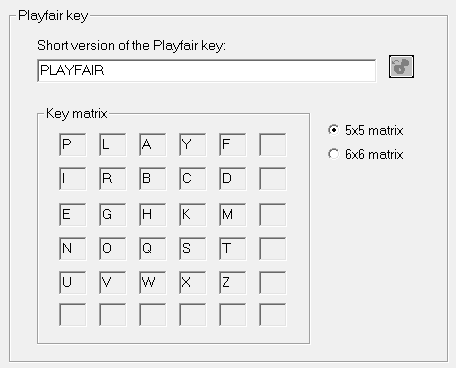 Playfair key
Short version of the Playfair key:
PLAYFAIR
Key matrix
5x5 matrix
6x6 matrix
P L A Y F
I R B C D
E G H K M
N O Q S T
U V W X Z